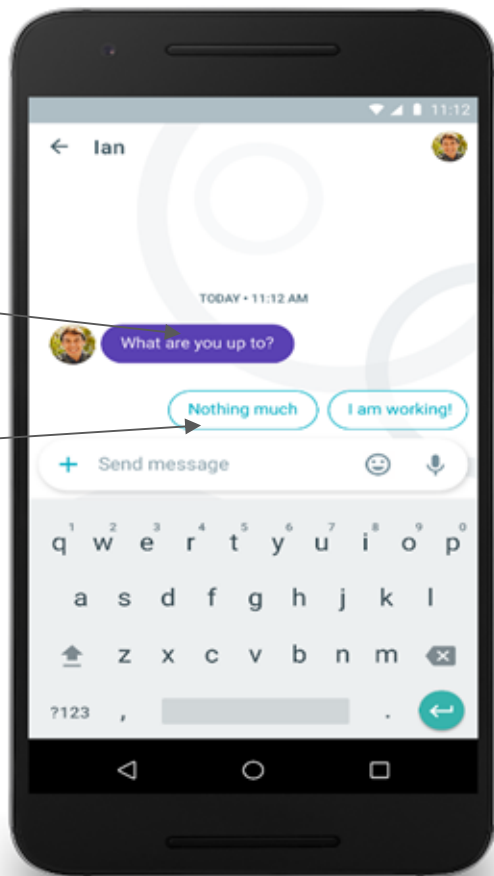 11:12
Ian
TODAY • 11:12 AM
What are you up to?
Nothing much I am working!
Send message
1 2 3 4 5 6 7 8 9 0
q w e r t y u i o p
a s d f g h j k l
z x c v b n m
?123 , .